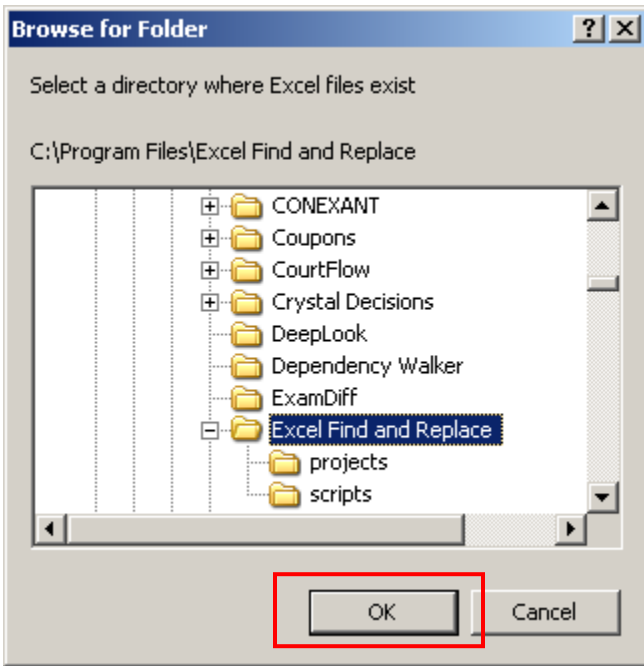 Browse for Folder
Select a directory where Excel files exist
C:\Program Files\Excel Find and Replace
CONEXANT
Coupons
CourtFlow
Crystal Decisions
DeepLook
Dependency Walker
ExamDiff
Excel Find and Replace
projects
scripts
OK Cancel